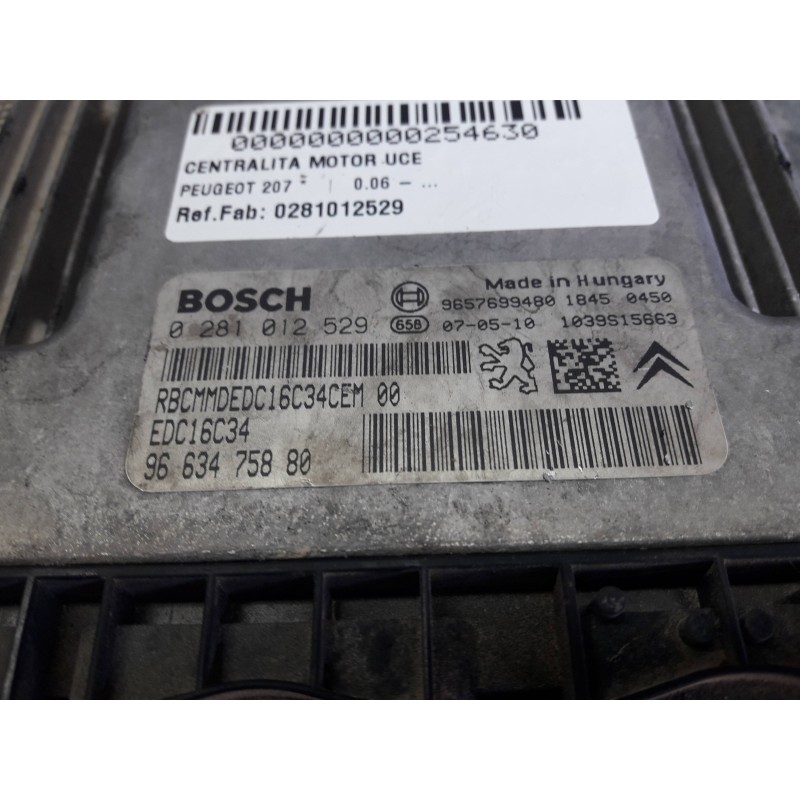 0000000000254630
CENTRALITA MOTOR UCE
PEUGEOT 207 * | 0.06 - ...
Ref.Fab: 0281012529
BOSCH
Made in Hungary
9657699480 1845 0450
0 281 012 529
658 07-05-10 1039S15663
RBCMMDEDC16C34CEM 00
EDC16C34
96 634 758 80